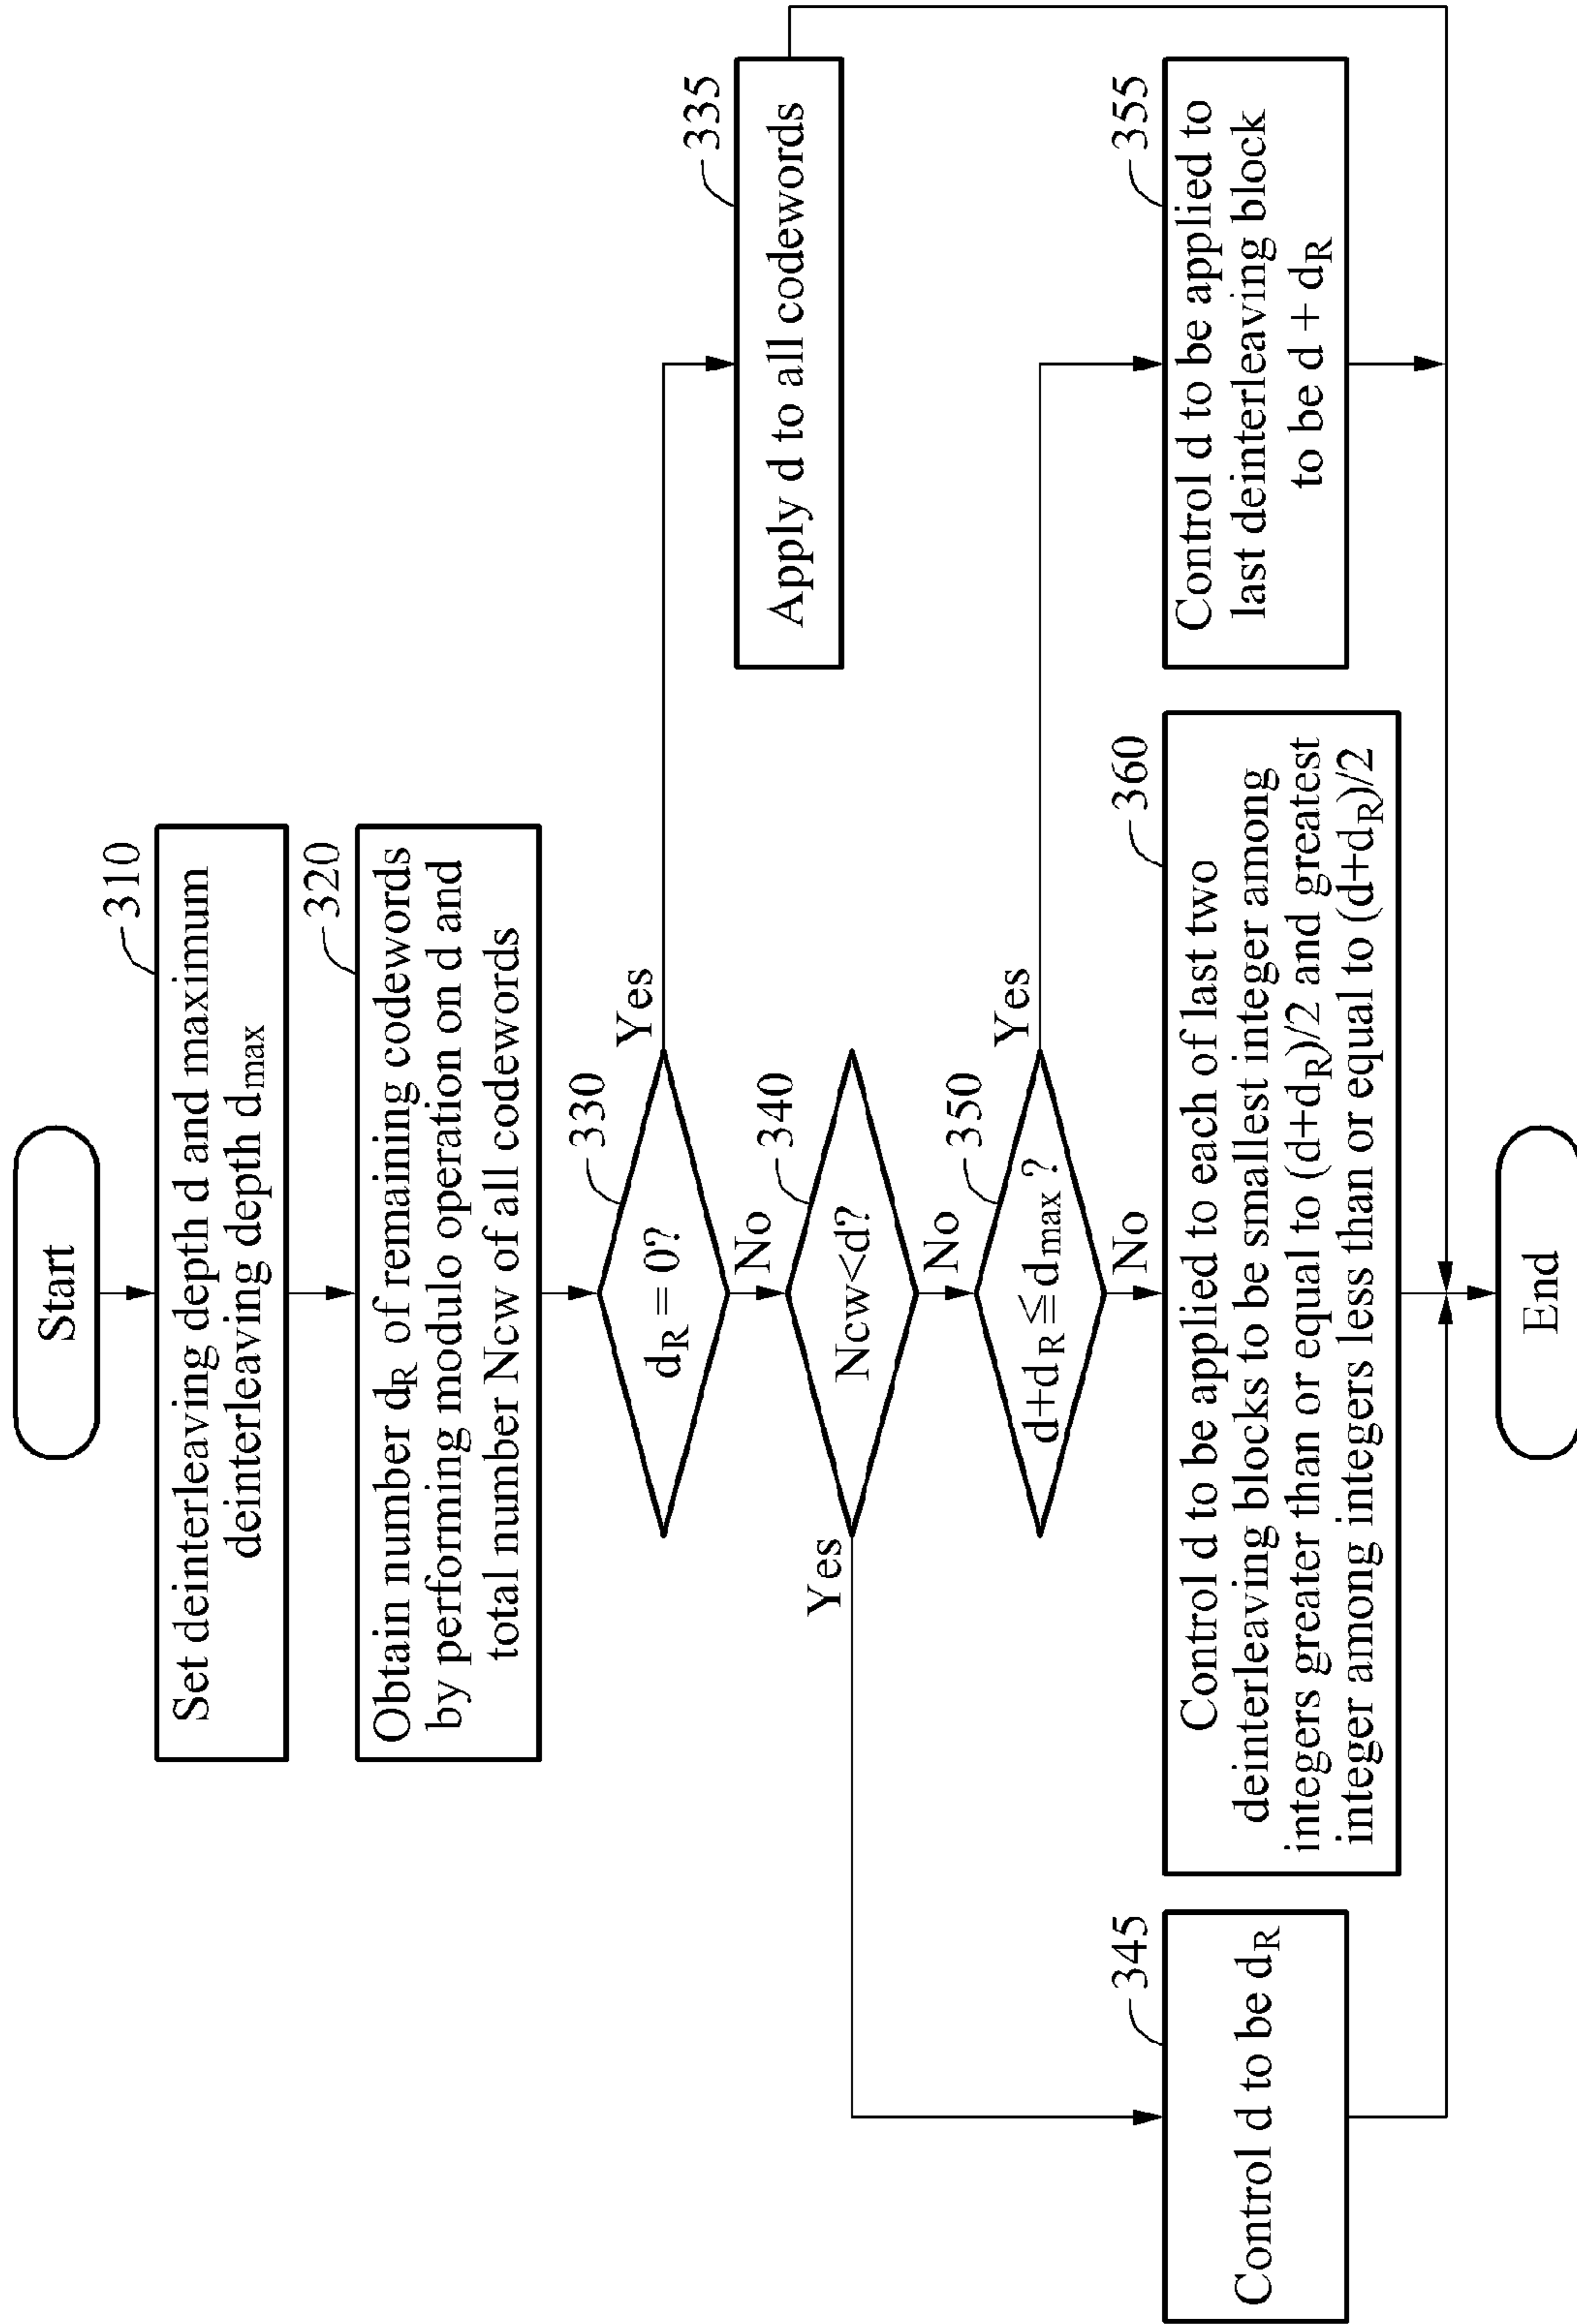 Start
310
Set deinterleaving depth d and maximum
deinterleaving depth dmax
320
Obtain number dR of remaining codewords
by performing modulo operation on d and
total number Ncw of all codewords
330
dR = 0?
Yes
No
335
Apply d to all codewords
340
Ncw<d?
Yes
No
350
d+dR≦dmax?
Yes
No
345
Control d to be dR
360
Control d to be applied to each of last two
deinterleaving blocks to be smallest integer among
integers greater than or equal to (d+dR)/2 and greatest
integer among integers less than or equal to (d+dR)/2
355
Control d to be applied to
last deinterleaving block
to be d + dR
End